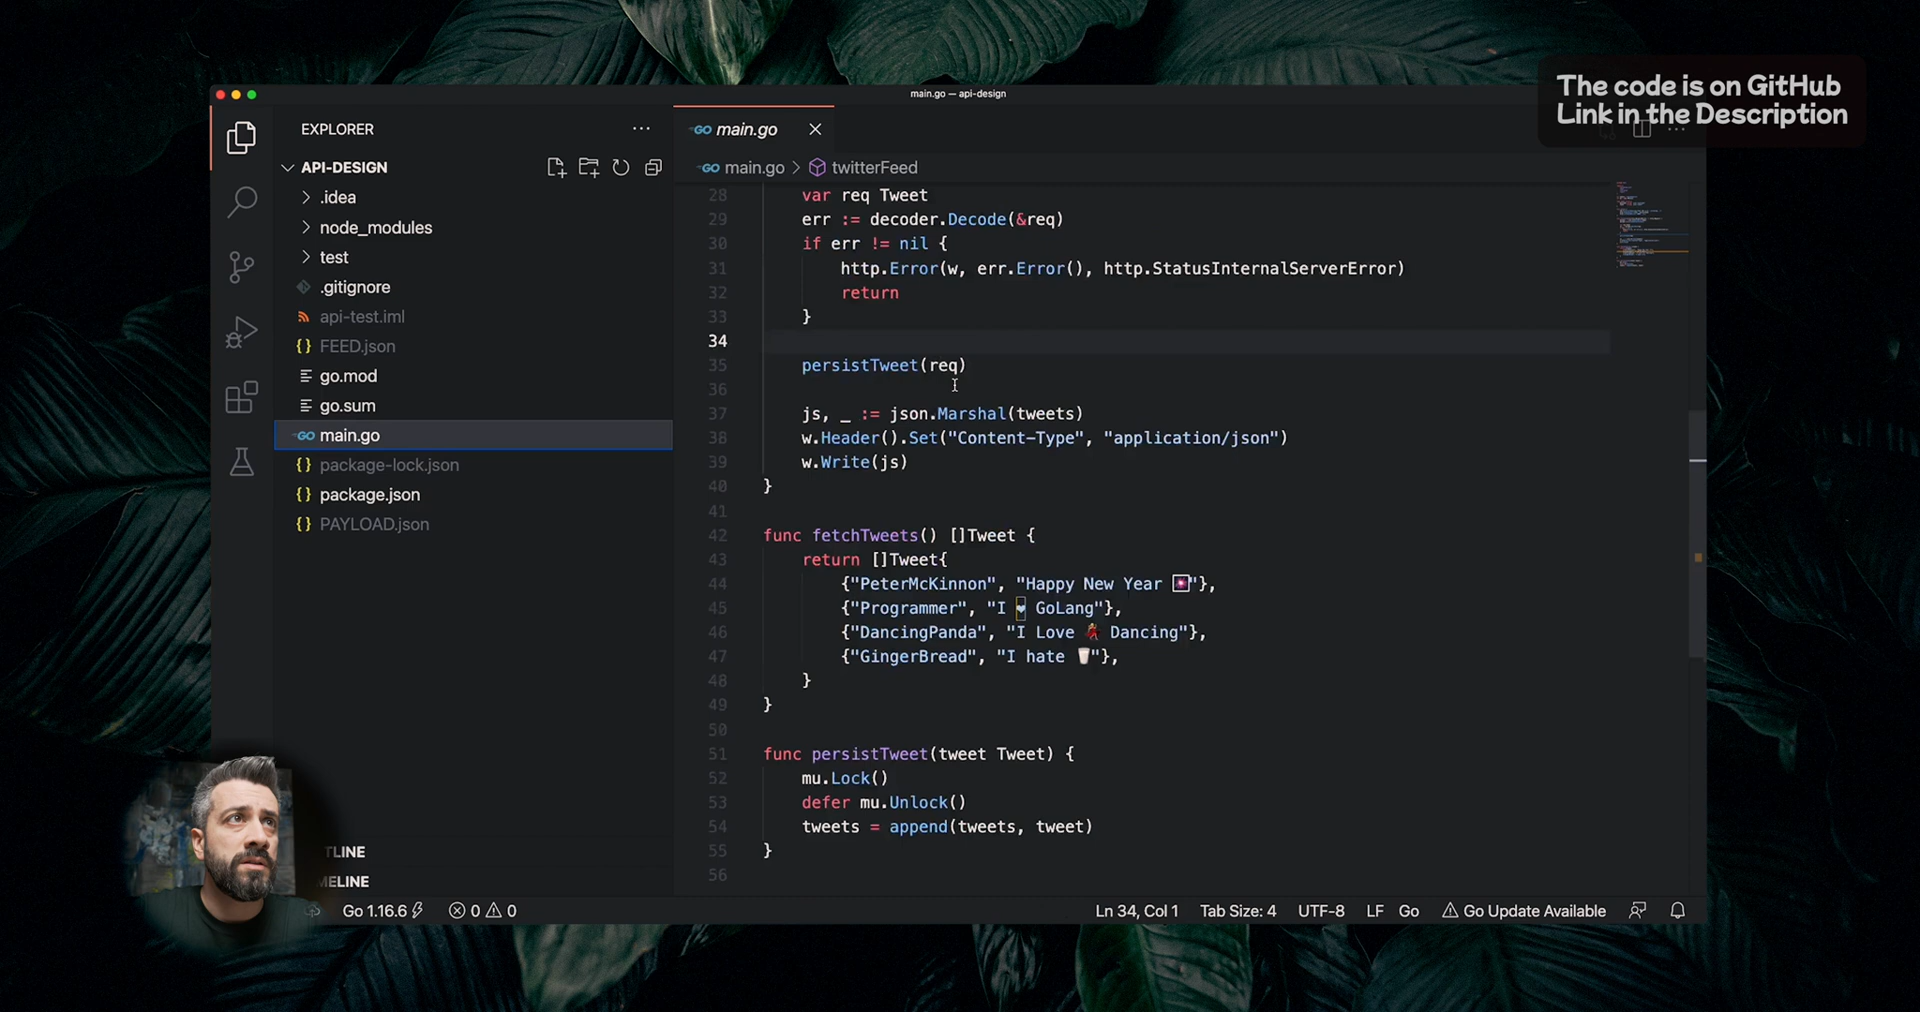 The code is on GitHub
Link in the Description
main.go — api-design
EXPLORER
API-DESIGN
.idea
node_modules
test
.gitignore
api-test.iml
FEED.json
go.mod
go.sum
main.go
package-lock.json
package.json
PAYLOAD.json
TLINE
MELINE
main.go
main.go > twitterFeed
28 var req Tweet
29 err := decoder.Decode(&req)
30 if err != nil {
31 http.Error(w, err.Error(), http.StatusInternalServerError)
32 return
33 }
34
35 persistTweet(req)
36
37 js, _ := json.Marshal(tweets)
38 w.Header().Set("Content-Type", "application/json")
39 w.Write(js)
40 }
41
42 func fetchTweets() []Tweet {
43 return []Tweet{
44 {"PeterMcKinnon", "Happy New Year 🎆"},
45 {"Programmer", "I 💙 GoLang"},
46 {"DancingPanda", "I Love 💃 Dancing"},
47 {"GingerBread", "I hate 🥛"},
48 }
49 }
50
51 func persistTweet(tweet Tweet) {
52 mu.Lock()
53 defer mu.Unlock()
54 tweets = append(tweets, tweet)
55 }
56
Go 1.16.6 0 0 Ln 34, Col 1 Tab Size: 4 UTF-8 LF Go Go Update Available